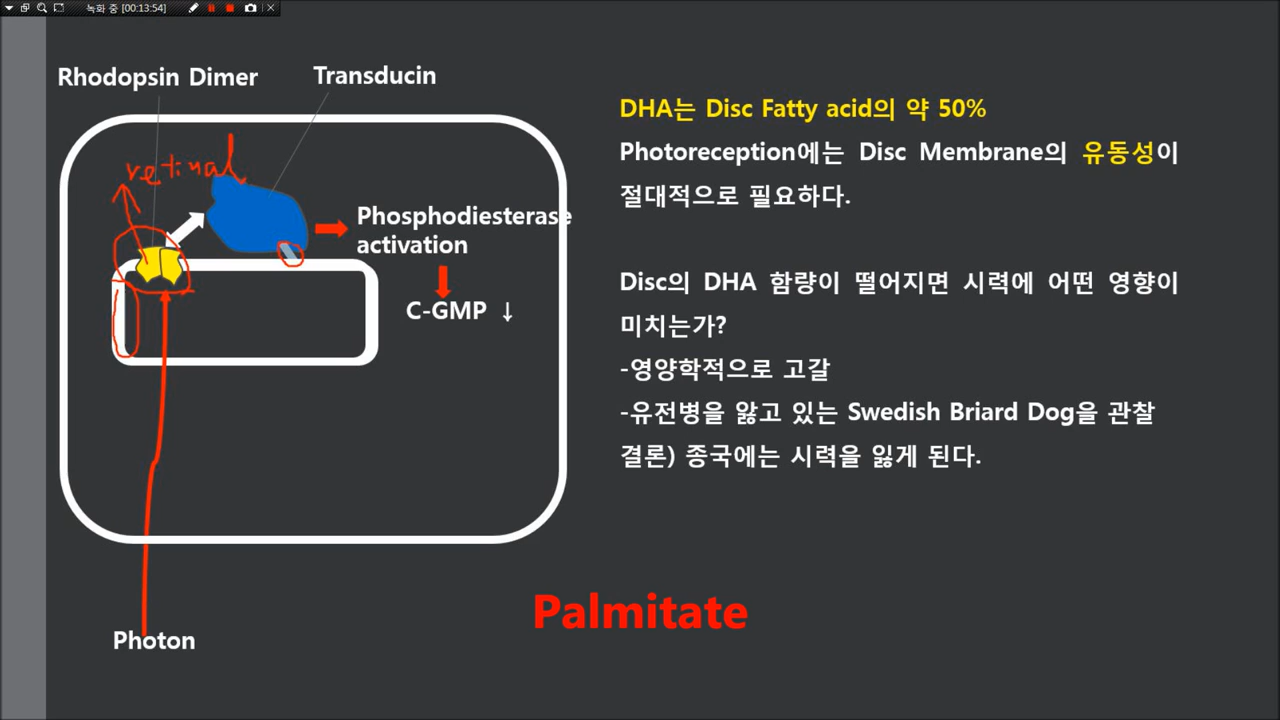 녹화 중 [00:13:54]
Rhodopsin Dimer
Transducin
retinal
Phosphodiesterase
activation
C-GMP ↓
Photon
DHA는 Disc Fatty acid의 약 50%
Photoreception에는 Disc Membrane의 유동성이
절대적으로 필요하다.
Disc의 DHA 함량이 떨어지면 시력에 어떤 영향이
미치는가?
-영양학적으로 고갈
-유전병을 앓고 있는 Swedish Briard Dog을 관찰
결론) 종국에는 시력을 잃게 된다.
Palmitate